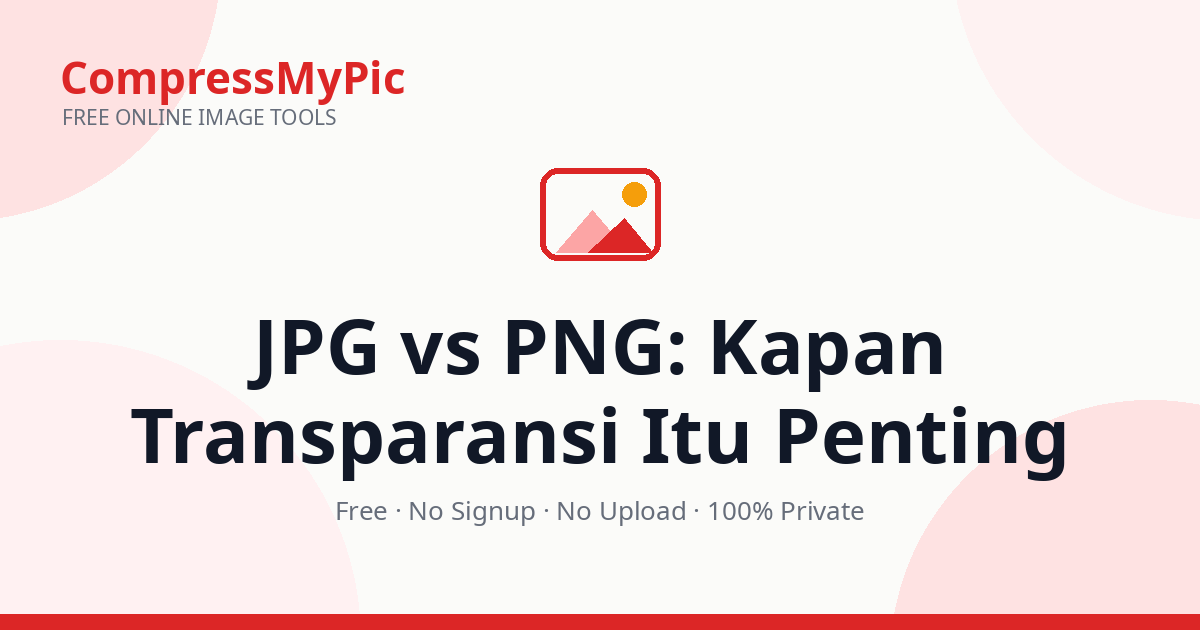 CompressMyPic
FREE ONLINE IMAGE TOOLS
JPG vs PNG: Kapan
Transparansi Itu Penting
Free · No Signup · No Upload · 100% Private